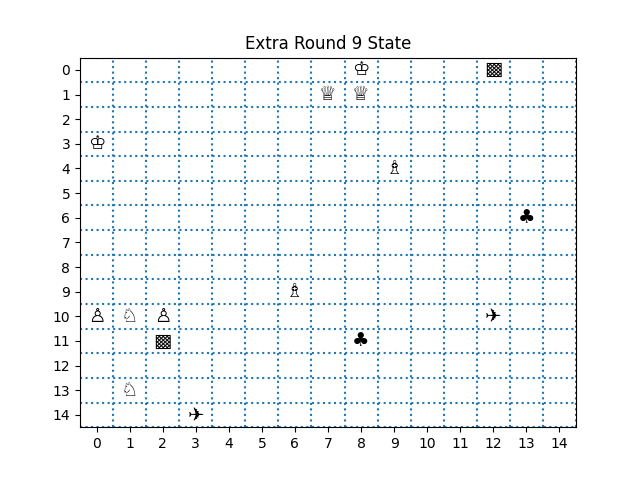 Extra Round 9 State
0 ♔ ▩
1 ♕ ♕
2
3 ♔
4 ♗
5
6 ♣
7
8
9 ♗
10 ♙ ♘ ♙ ✈
11 ▩ ♣
12
13 ♘
14 ✈
0 1 2 3 4 5 6 7 8 9 10 11 12 13 14